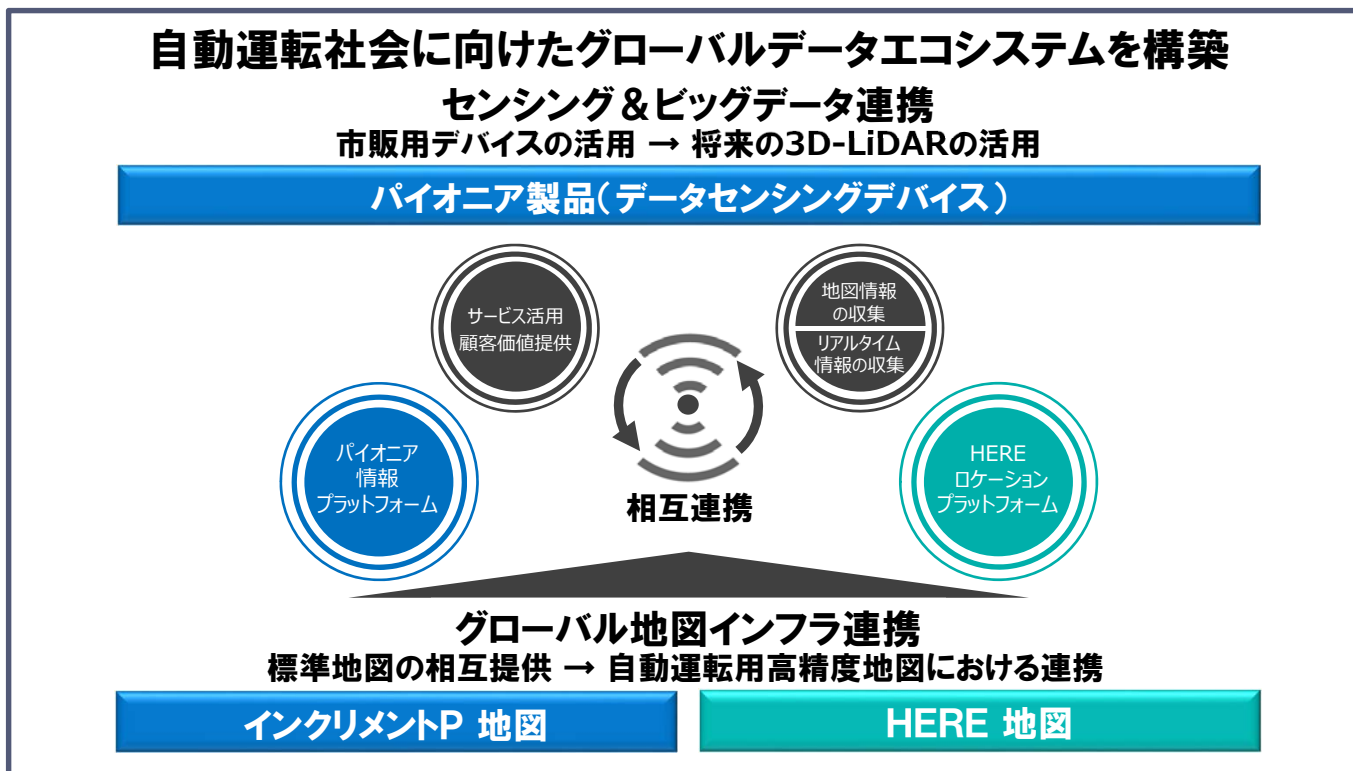 自動運転社会に向けたグローバルデータエコシステムを構築
センシング＆ビッグデータ連携
市販用デバイスの活用 → 将来の3D-LiDARの活用
パイオニア製品（データセンシングデバイス）
サービス活用
顧客価値提供
地図情報
の収集
リアルタイム
情報の収集
パイオニア
情報
プラットフォーム
相互連携
HERE
ロケーション
プラットフォーム
グローバル地図インフラ連携
標準地図の相互提供 → 自動運転用高精度地図における連携
インクリメントP 地図
HERE 地図